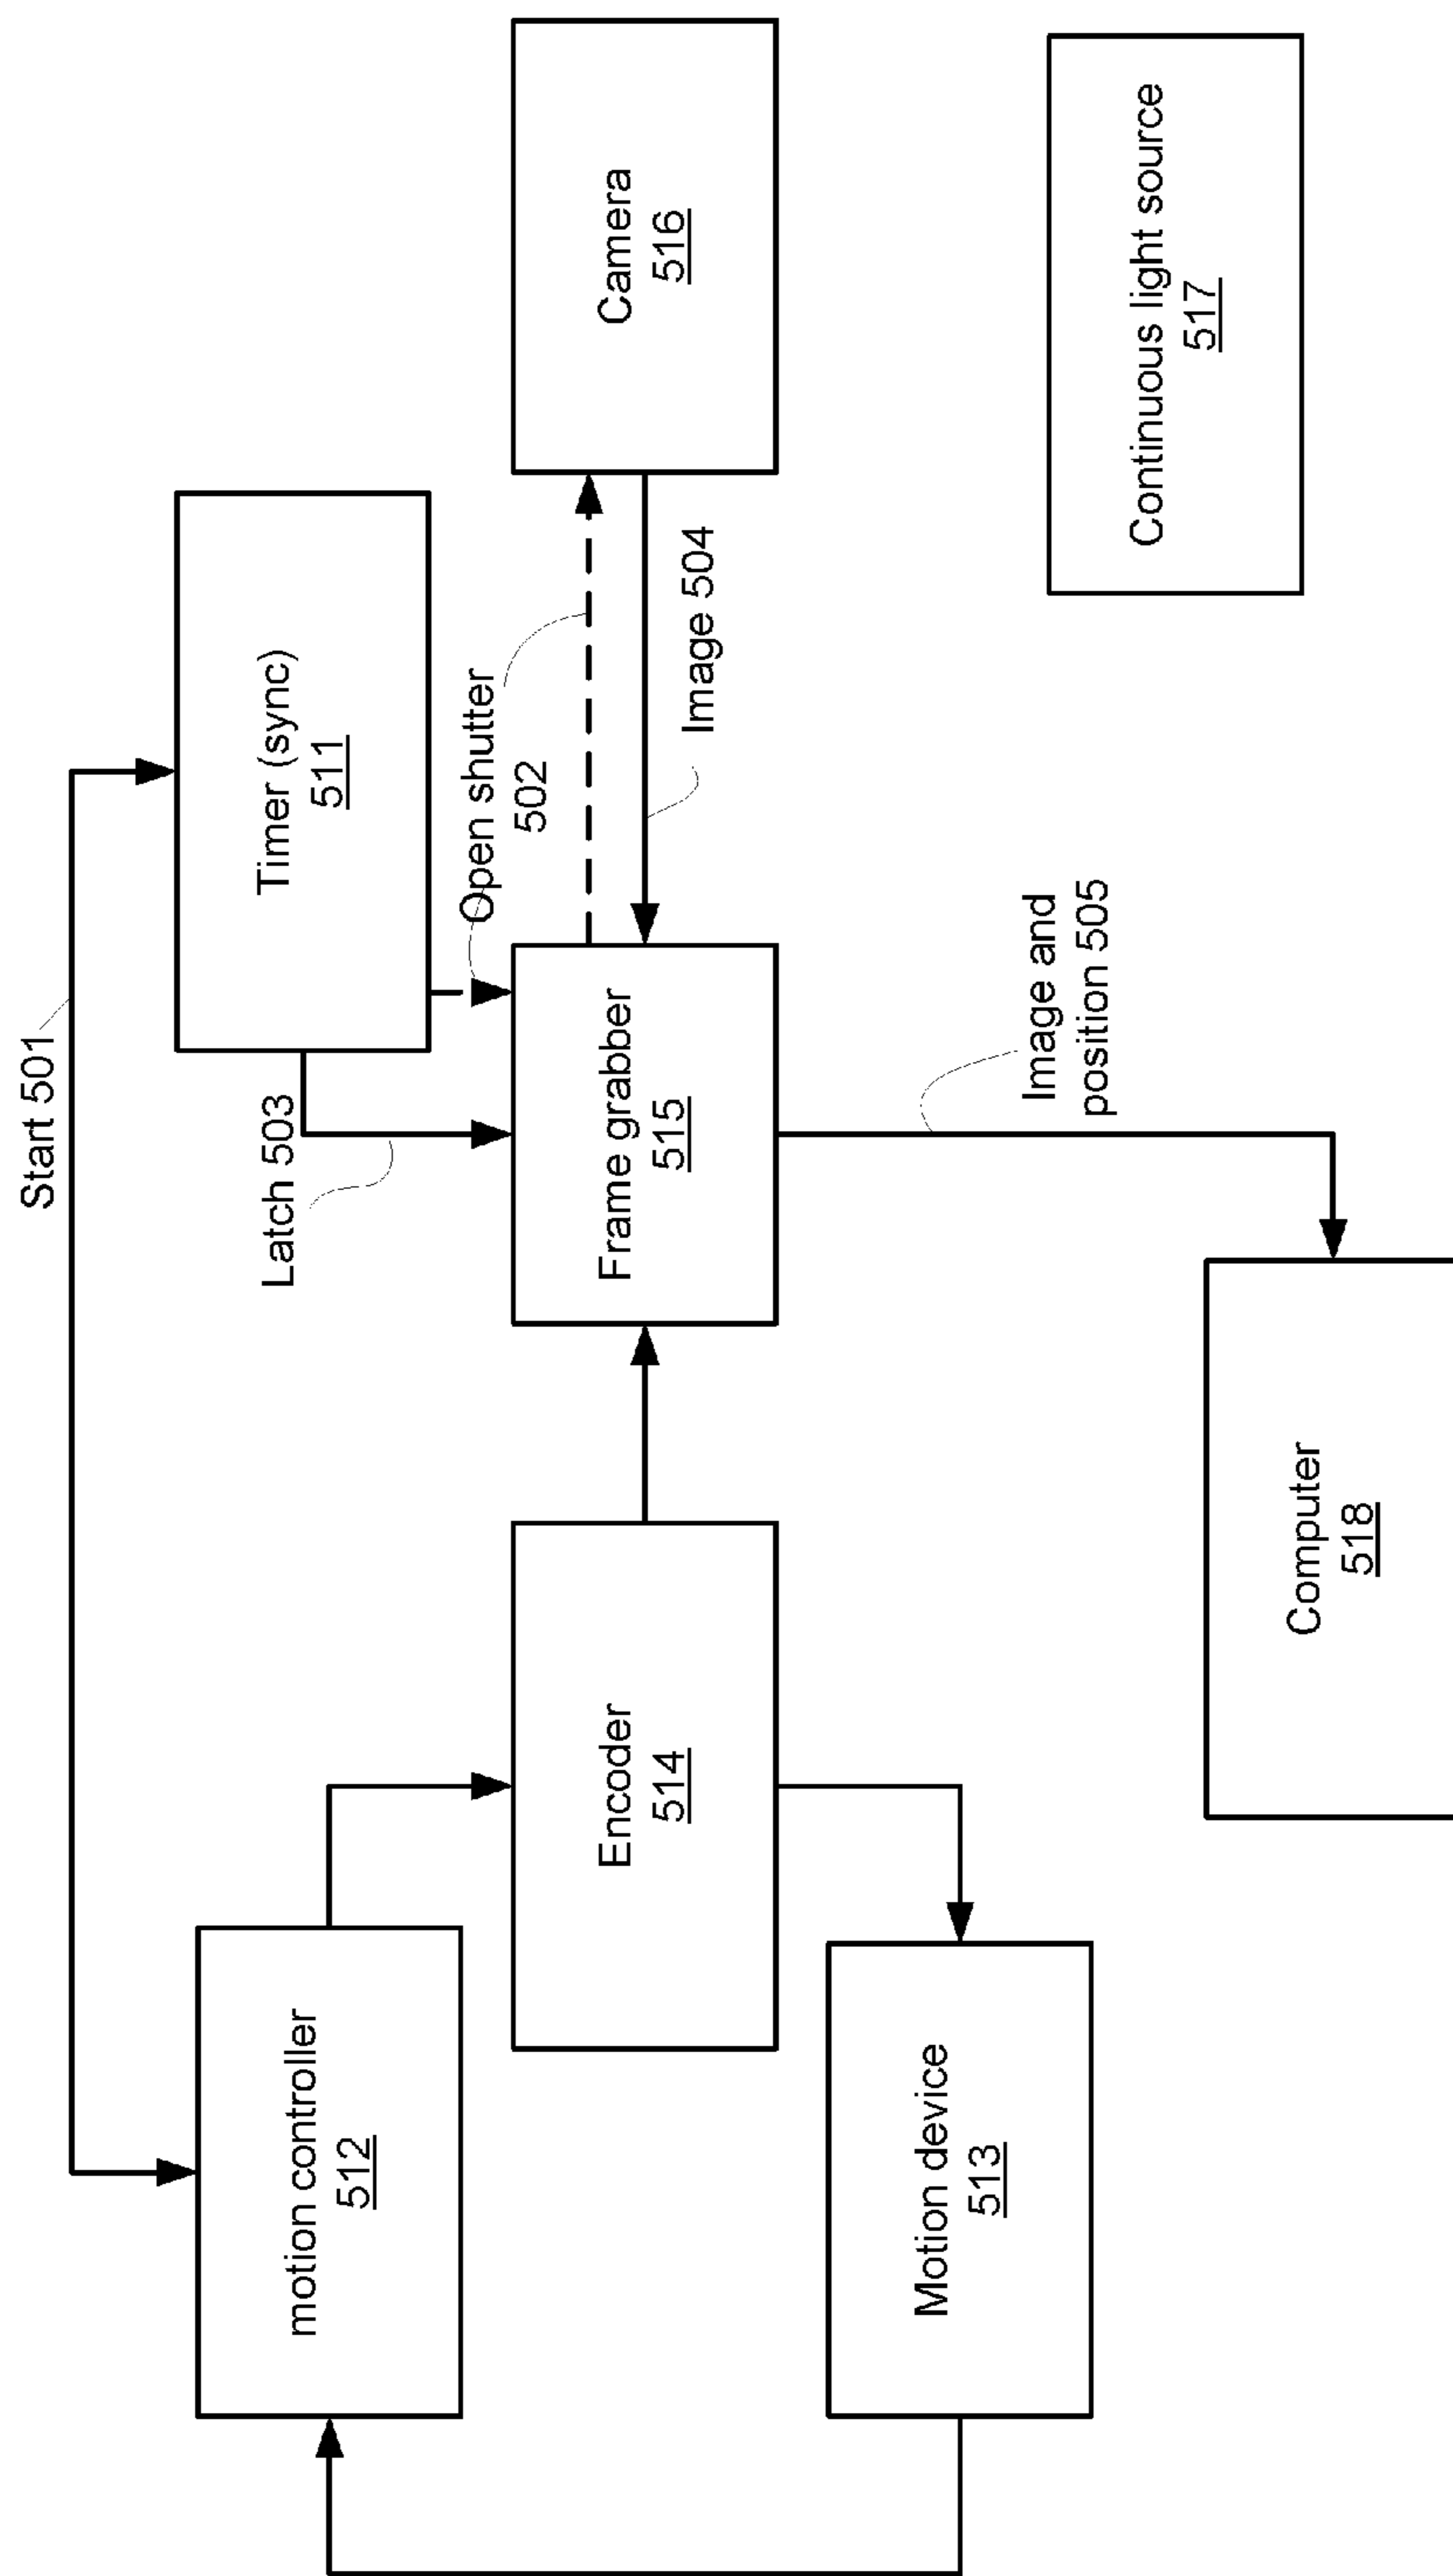 Start 501
motion controller
512
Timer (sync)
511
Latch 503
Open shutter
502
Encoder
514
Frame grabber
515
Camera
516
Image 504
Motion device
513
Image and
position 505
Continuous light source
517
Computer
518